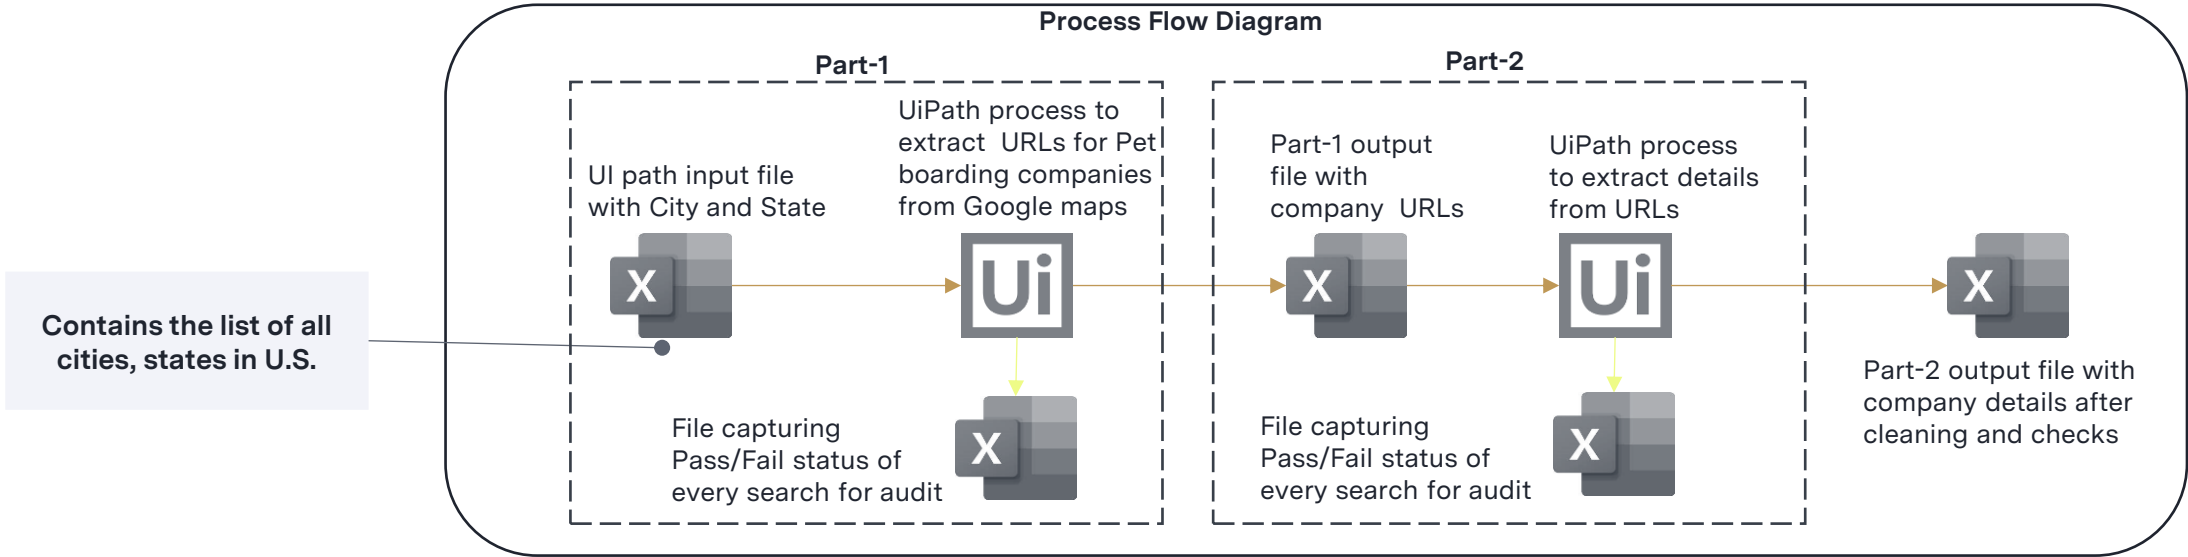 Process Flow Diagram
Part-1
UI path input file
with City and State
X
UiPath process to
extract  URLs for Pet
boarding companies
from Google maps
Ui
File capturing
Pass/Fail status of
every search for audit
X
Contains the list of all
cities, states in U.S.
Part-2
Part-1 output
file with
company  URLs
X
UiPath process
to extract details
from URLs
Ui
File capturing
Pass/Fail status of
every search for audit
X
X
Part-2 output file with
company details after
cleaning and checks